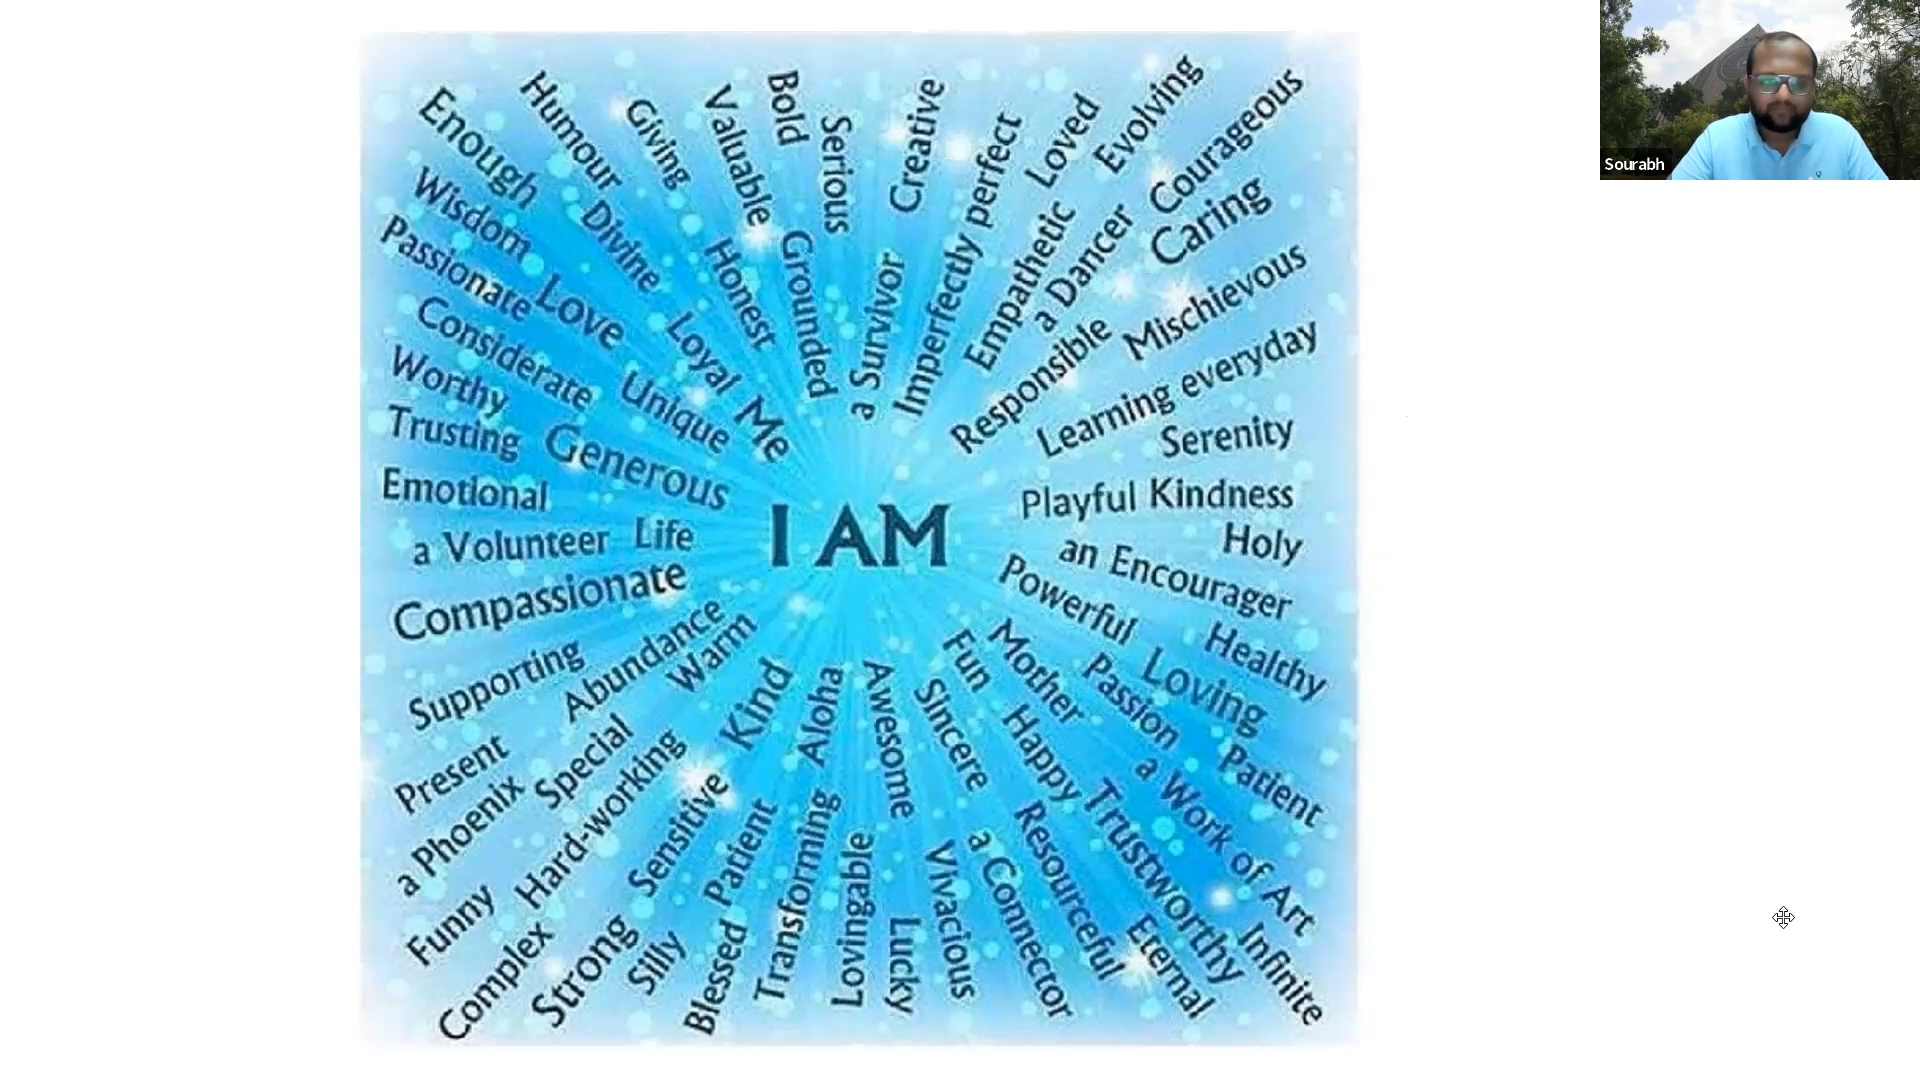 Enough
Humour
Giving
Valuable
Bold
Serious
Creative
Loved
Evolving
Courageous
Wisdom
Divine
Honest
Grounded
a Survivor
Imperfectly perfect
Empathetic
a Dancer
Caring
Passionate
Love
Loyal
Me
Responsible
Mischievous
Considerate
Unique
Learning everyday
Worthy
Trusting
Generous
Serenity
Emotional
Playful
Kindness
a Volunteer
Life
I AM
Holy
an Encourager
Compassionate
Powerful
Healthy
Supporting
Abundance
Warm
Kind
Aloha
Awesome
Sincere
Fun
Mother
Passion
Loving
Present
Special
Happy
a Work of Art
Patient
a Phoenix
Hard-working
Sensitive
Patient
Transforming
Lovingable
Vivacious
a Connector
Resourceful
Trustworthy
Funny
Complex
Strong
Silly
Blessed
Lucky
Eternal
Infinite
Sourabh